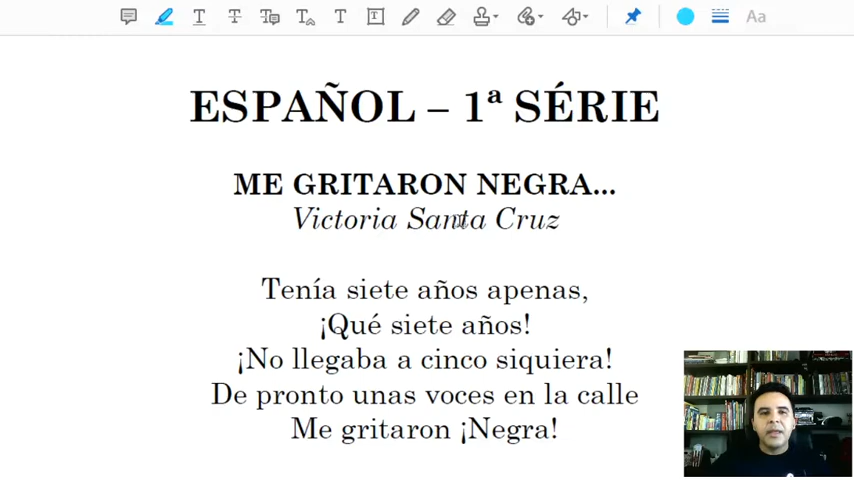 Aa
ESPAÑOL – 1ª SÉRIE
ME GRITARON NEGRA...
Victoria Santa Cruz
Tenía siete años apenas,
¡Qué siete años!
¡No llegaba a cinco siquiera!
De pronto unas voces en la calle
Me gritaron ¡Negra!